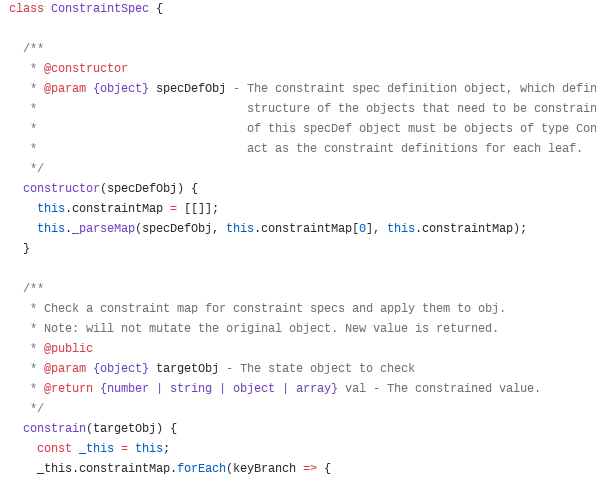 class ConstraintSpec {
/**
* @constructor
* @param {object} specDefObj - The constraint spec definition object, which defin
* structure of the objects that need to be constrain
* of this specDef object must be objects of type Con
* act as the constraint definitions for each leaf.
*/
constructor(specDefObj) {
this.constraintMap = [[]];
this._parseMap(specDefObj, this.constraintMap[0], this.constraintMap);
}
/**
* Check a constraint map for constraint specs and apply them to obj.
* Note: will not mutate the original object. New value is returned.
* @public
* @param {object} targetObj - The state object to check
* @return {number | string | object | array} val - The constrained value.
*/
constrain(targetObj) {
const _this = this;
_this.constraintMap.forEach(keyBranch => {